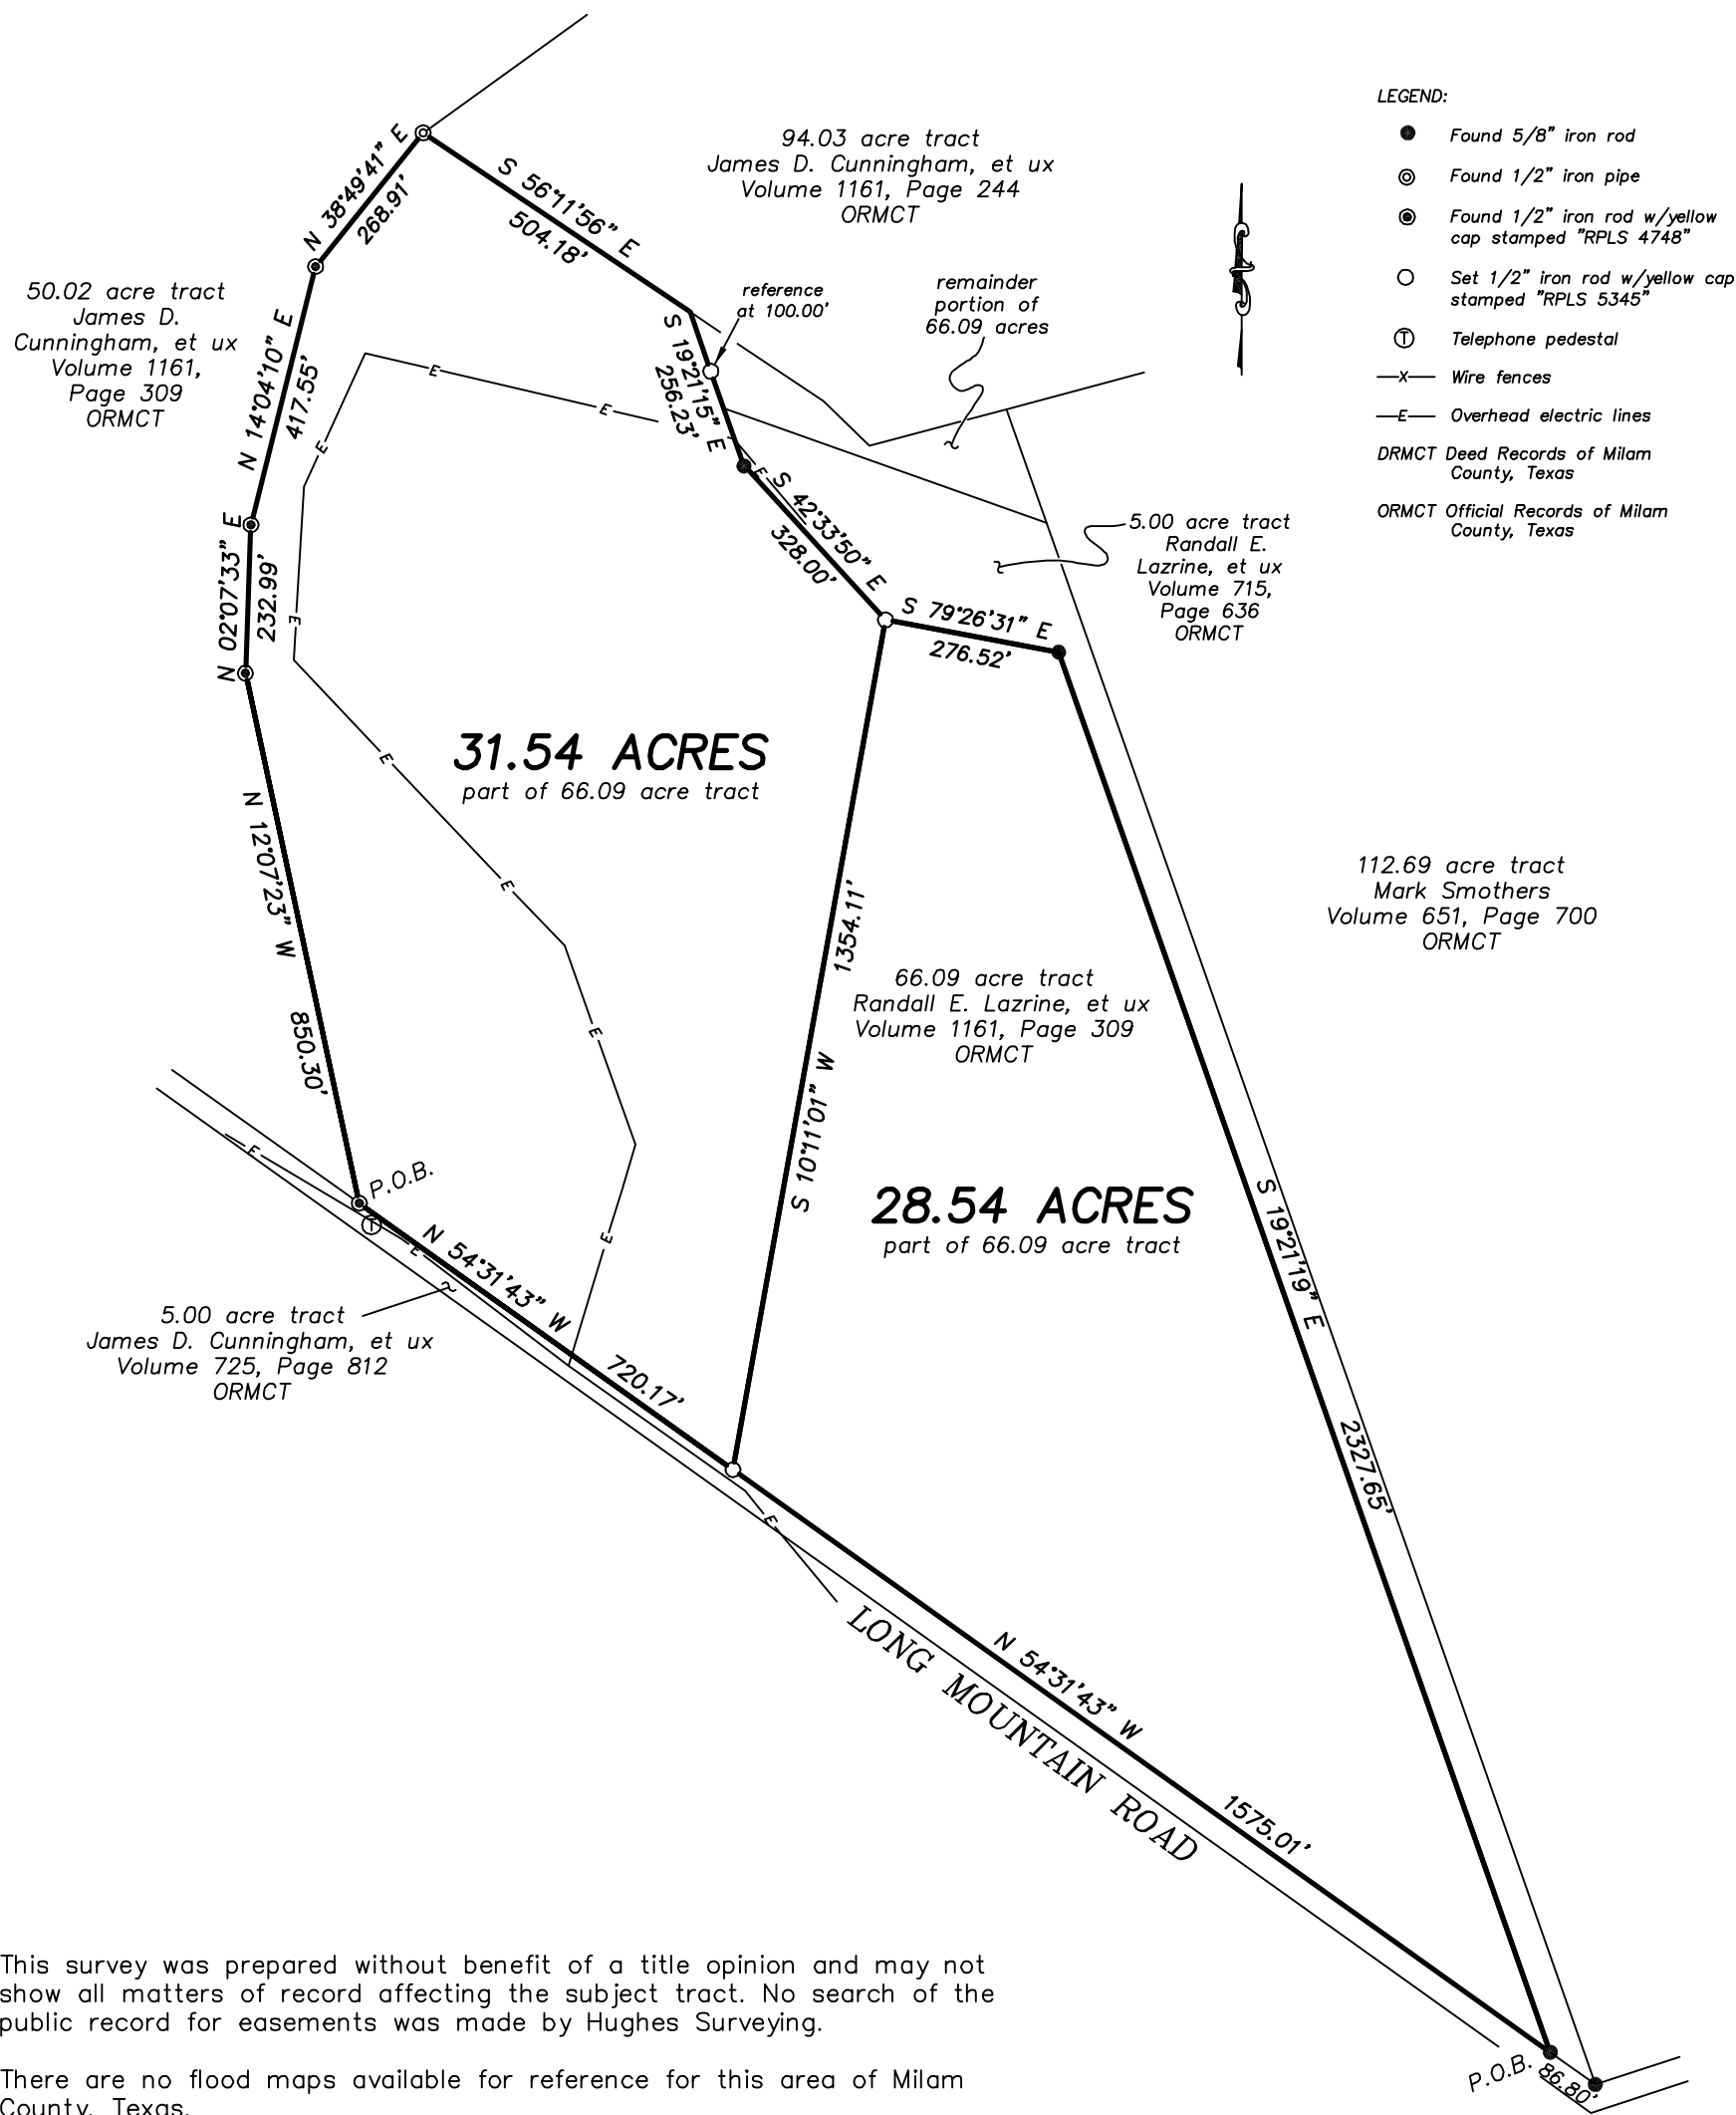 LEGEND:
Found 5/8" iron rod
Found 1/2" iron pipe
Found 1/2" iron rod w/yellow
cap stamped "RPLS 4748"
Set 1/2" iron rod w/yellow cap
stamped "RPLS 5345"
T Telephone pedestal
X Wire fences
E Overhead electric lines
DRMCT Deed Records of Milam
County, Texas
ORMCT Official Records of Milam
County, Texas
94.03 acre tract
James D. Cunningham, et ux
Volume 1161, Page 244
ORMCT
N 38°49'41" E
268.91'
S 56°11'56" E
504.18'
50.02 acre tract
James D.
Cunningham, et ux
Volume 1161,
Page 309
ORMCT
reference
at 100.00'
remainder
portion of
66.09 acres
N 14°04'10" E
417.55'
S 19°21'15" E
256.23'
E
E
E
E
S 42°33'50" E
328.00'
5.00 acre tract
Randall E.
Lazrine, et ux
Volume 715,
Page 636
ORMCT
N 02°07'33" E
232.99'
E
S 79°26'31" E
276.52'
31.54 ACRES
part of 66.09 acre tract
E
N 12°07'23" W
850.30'
E
1354.11'
S 10°11'01" W
112.69 acre tract
Mark Smothers
Volume 651, Page 700
ORMCT
66.09 acre tract
Randall E. Lazrine, et ux
Volume 1161, Page 309
ORMCT
E
E
P.O.B.
T
E
E
28.54 ACRES
part of 66.09 acre tract
S 19°21'19" E
2327.65'
N 54°31'43" W
720.17'
5.00 acre tract
James D. Cunningham, et ux
Volume 725, Page 812
ORMCT
E
LONG MOUNTAIN ROAD
N 54°31'43" W
1575.01'
P.O.B.
86.80'
This survey was prepared without benefit of a title opinion and may not
show all matters of record affecting the subject tract. No search of the
public record for easements was made by Hughes Surveying.
There are no flood maps available for reference for this area of Milam
County, Texas.